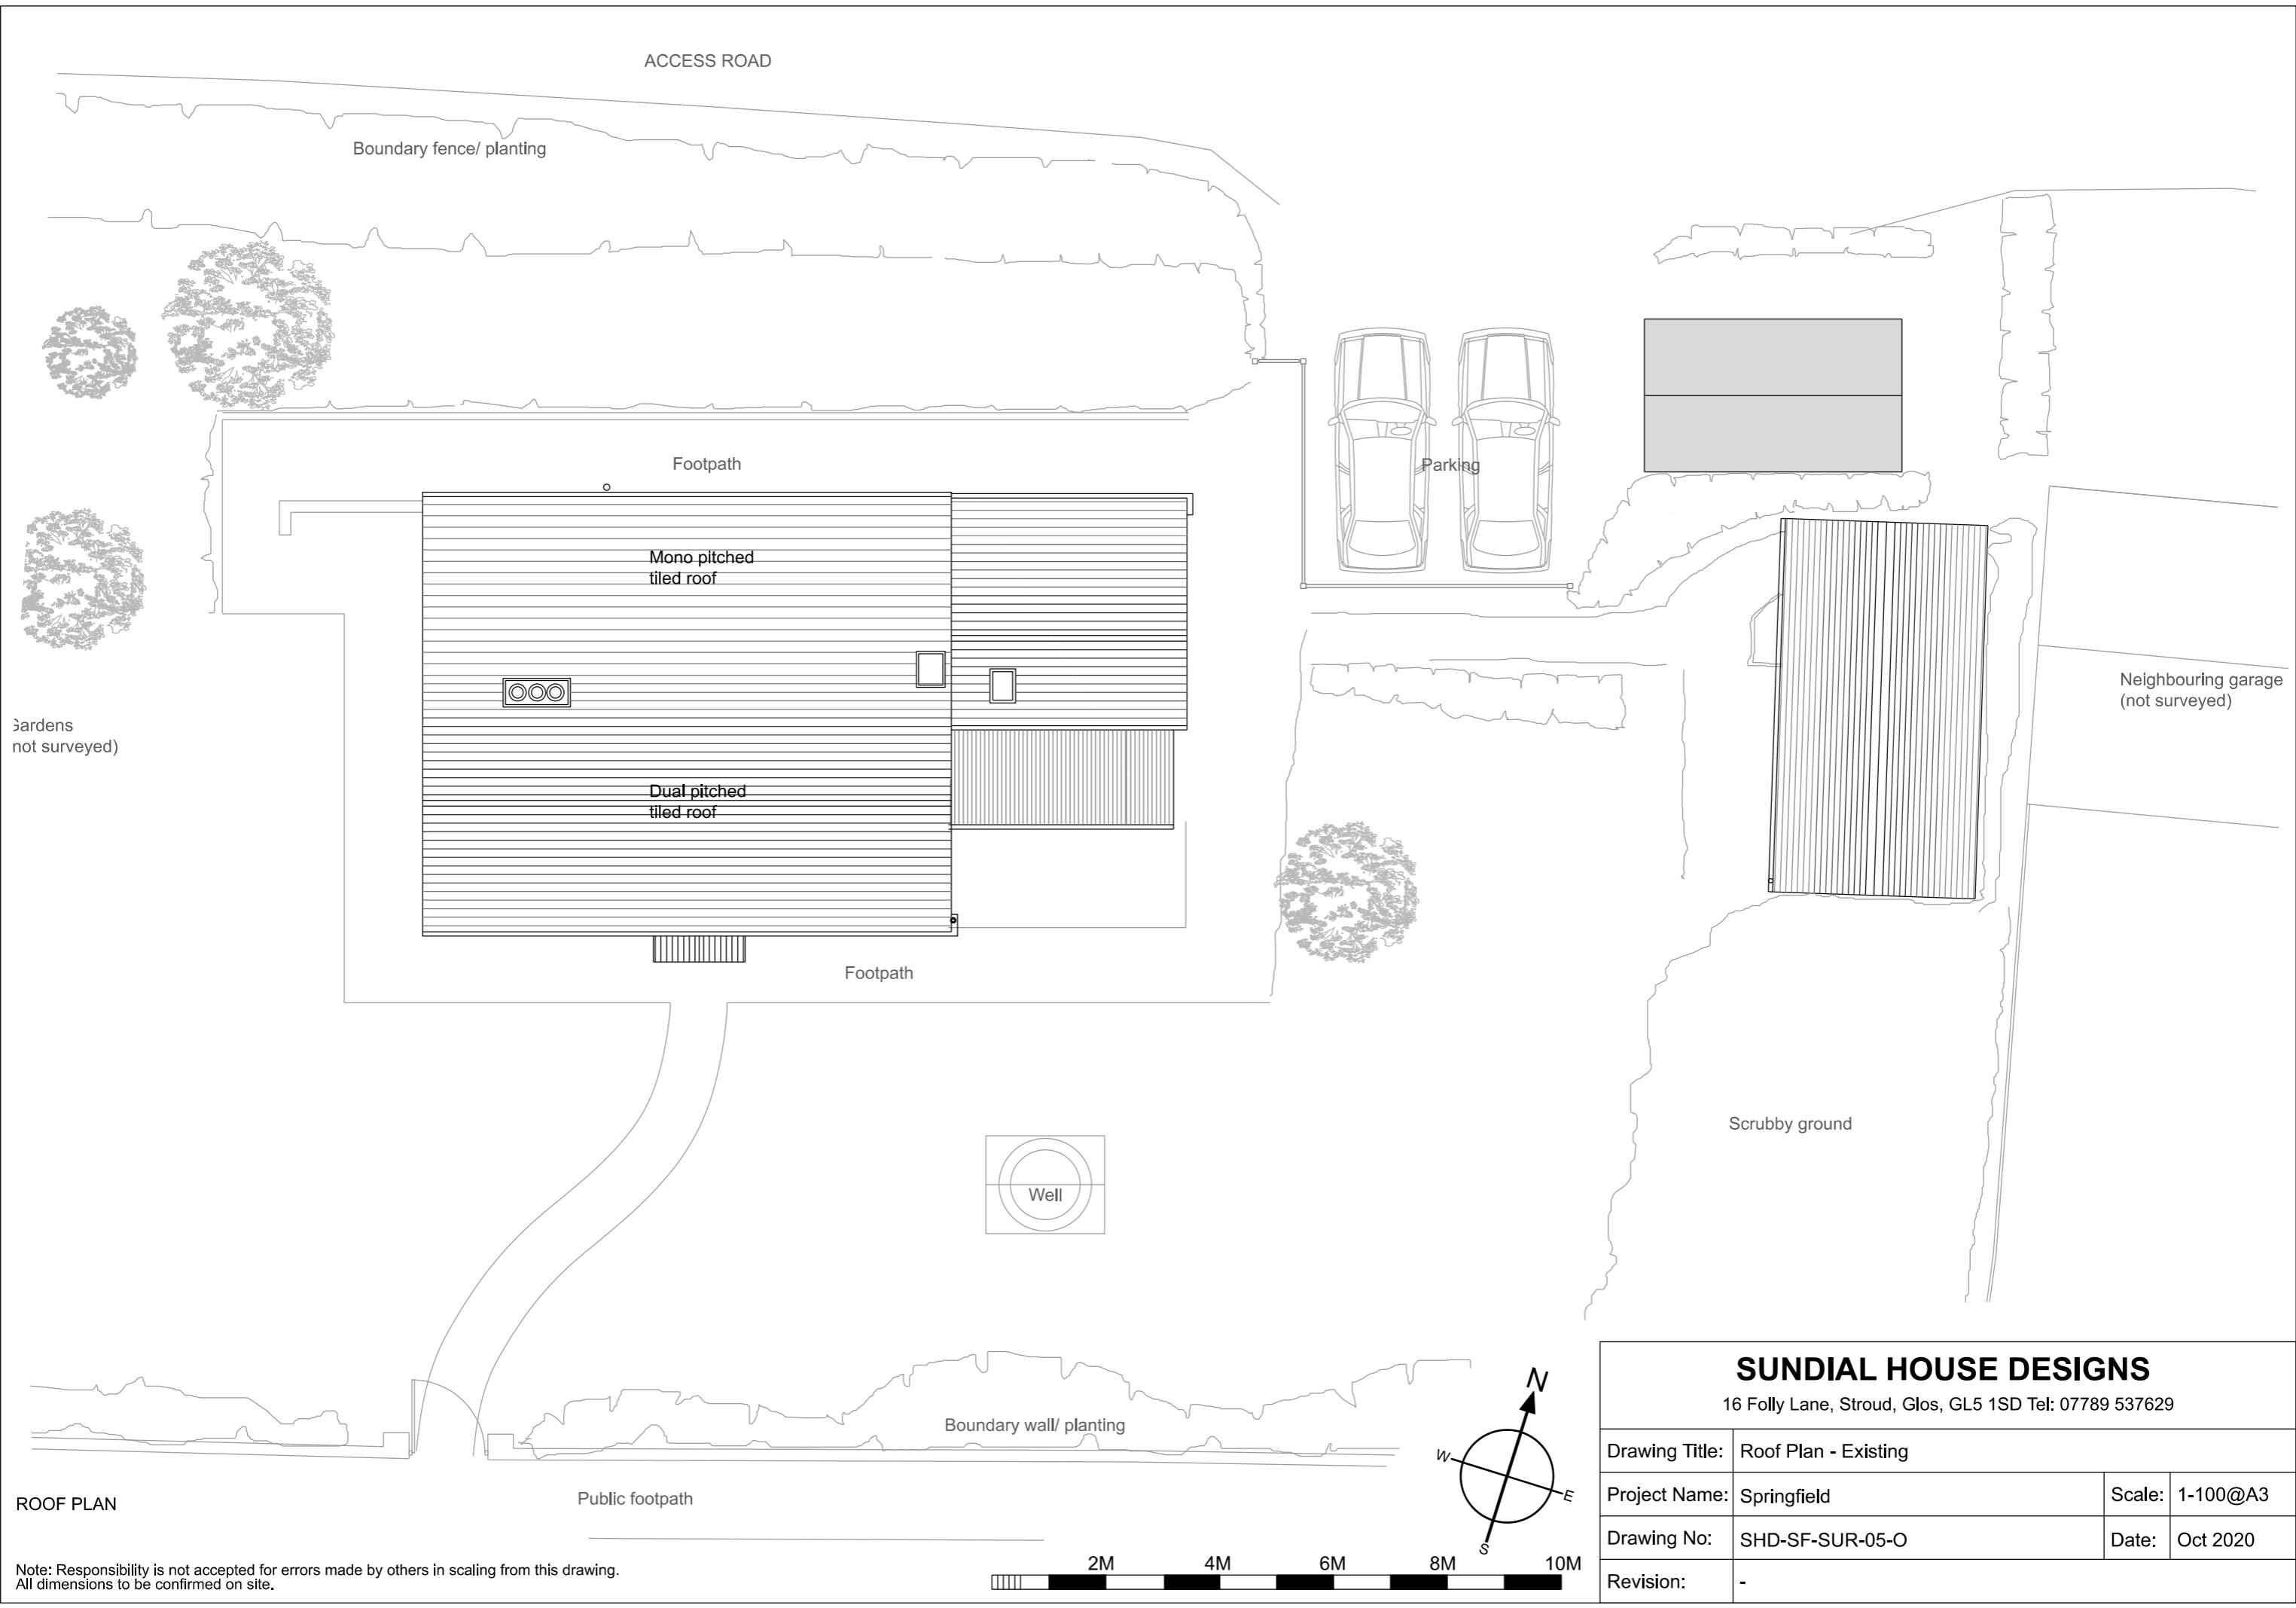 ACCESS ROAD
Boundary fence/ planting
Footpath
Parking
Mono pitched
tiled roof
Neighbouring garage
(not surveyed)
Gardens
not surveyed)
Dual pitched
tiled roof
Footpath
Scrubby ground
Well
Boundary wall/ planting
Public footpath
ROOF PLAN
Note: Responsibility is not accepted for errors made by others in scaling from this drawing.
All dimensions to be confirmed on site.
N
W
E
S
2M 4M 6M 8M 10M
SUNDIAL HOUSE DESIGNS
16 Folly Lane, Stroud, Glos, GL5 1SD Tel: 07789 537629
Drawing Title: Roof Plan - Existing
Project Name: Springfield Scale: 1-100@A3
Drawing No: SHD-SF-SUR-05-O Date: Oct 2020
Revision: -